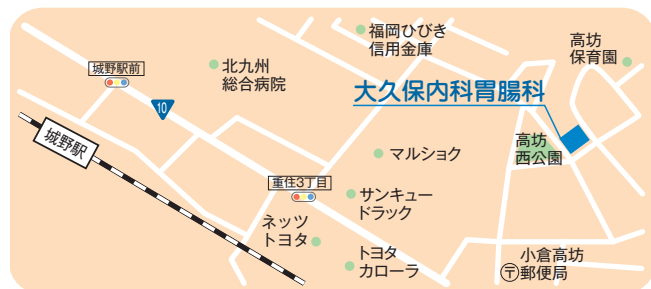 福岡ひびき
信用金庫
高坊
保育園
北九州
総合病院
城野駅前
大久保内科胃腸科
10
城野駅
高坊
西公園
マルショク
重住3丁目
サンキュー
ドラック
ネッツ
トヨタ
トヨタ
カローラ
小倉高坊
〒郵便局